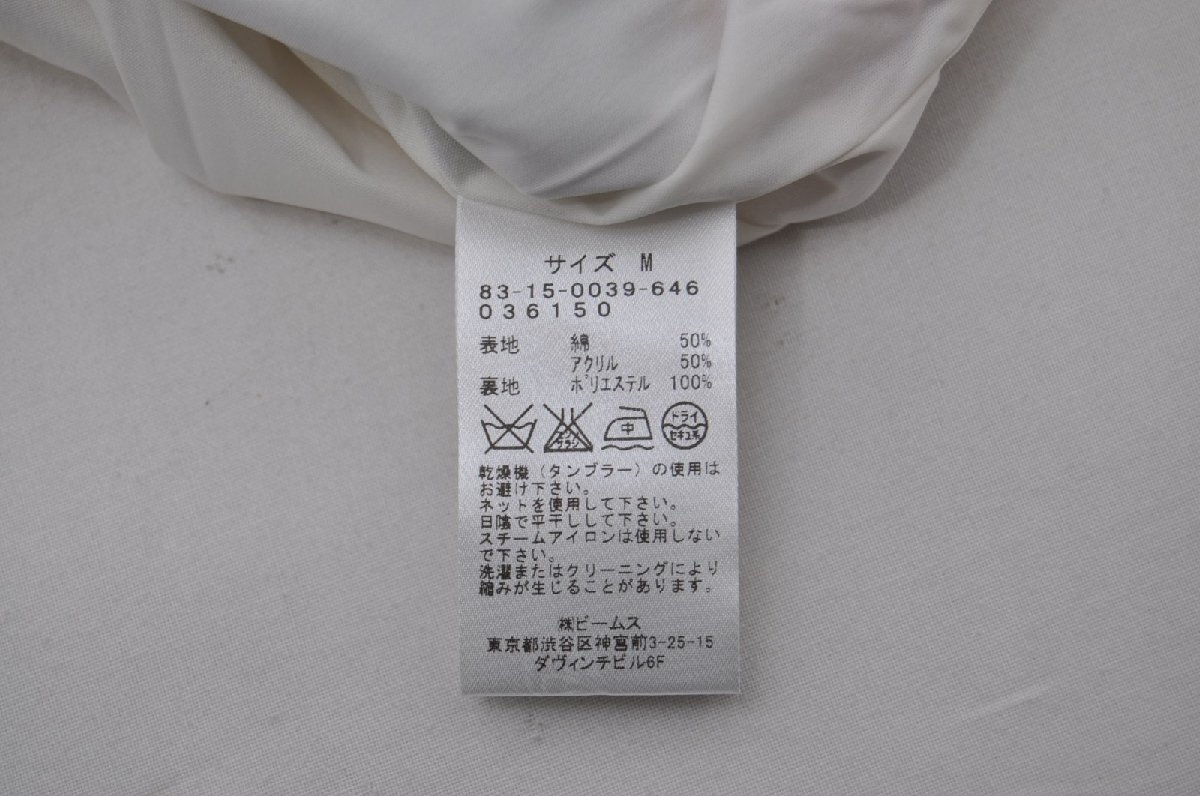 サイズ M
83-15-0039-646
036150
表地 綿 50%
アクリル 50%
裏地 ポリエステル 100%
エンソ サラシ 中 ドライ セキユ系
乾燥機（タンブラー）の使用は
お避け下さい。
ネットを使用して下さい。
日陰で平干しして下さい。
スチームアイロンは使用しない
で下さい。
洗濯またはクリーニングにより
縮みが生じることがあります。
㈱ビームス
東京都渋谷区神宮前3-25-15
ダヴィンチビル6F